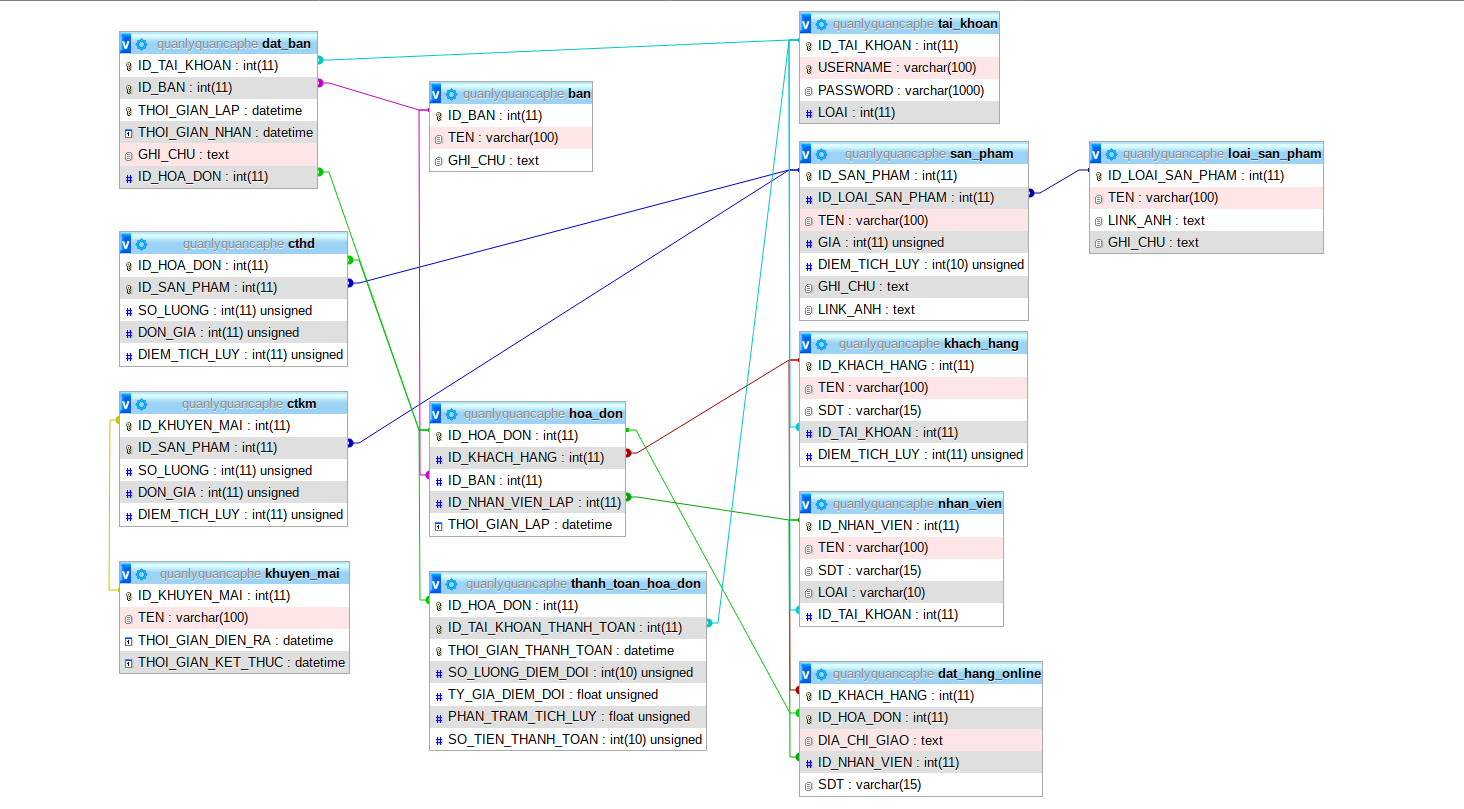 v quanlyquancaphe dat_ban
ID_TAI_KHOAN : int(11)
ID_BAN : int(11)
THOI_GIAN_LAP : datetime
THOI_GIAN_NHAN : datetime
GHI_CHU : text
# ID_HOA_DON : int(11)
v quanlyquancaphe cthd
ID_HOA_DON : int(11)
ID_SAN_PHAM : int(11)
# SO_LUONG : int(11) unsigned
# DON_GIA : int(11) unsigned
# DIEM_TICH_LUY : int(11) unsigned
v quanlyquancaphe ctkm
ID_KHUYEN_MAI : int(11)
ID_SAN_PHAM : int(11)
# SO_LUONG : int(11) unsigned
# DON_GIA : int(11) unsigned
# DIEM_TICH_LUY : int(11) unsigned
v quanlyquancaphe khuyen_mai
ID_KHUYEN_MAI : int(11)
TEN : varchar(100)
THOI_GIAN_DIEN_RA : datetime
THOI_GIAN_KET_THUC : datetime
v quanlyquancaphe ban
ID_BAN : int(11)
TEN : varchar(100)
GHI_CHU : text
v quanlyquancaphe hoa_don
ID_HOA_DON : int(11)
# ID_KHACH_HANG : int(11)
# ID_BAN : int(11)
# ID_NHAN_VIEN_LAP : int(11)
THOI_GIAN_LAP : datetime
v quanlyquancaphe thanh_toan_hoa_don
ID_HOA_DON : int(11)
ID_TAI_KHOAN_THANH_TOAN : int(11)
THOI_GIAN_THANH_TOAN : datetime
# SO_LUONG_DIEM_DOI : int(10) unsigned
# TY_GIA_DIEM_DOI : float unsigned
# PHAN_TRAM_TICH_LUY : float unsigned
# SO_TIEN_THANH_TOAN : int(10) unsigned
v quanlyquancaphe tai_khoan
ID_TAI_KHOAN : int(11)
USERNAME : varchar(100)
PASSWORD : varchar(1000)
# LOAI : int(11)
v quanlyquancaphe san_pham
ID_SAN_PHAM : int(11)
# ID_LOAI_SAN_PHAM : int(11)
TEN : varchar(100)
# GIA : int(11) unsigned
# DIEM_TICH_LUY : int(10) unsigned
GHI_CHU : text
LINK_ANH : text
v quanlyquancaphe khach_hang
ID_KHACH_HANG : int(11)
TEN : varchar(100)
SDT : varchar(15)
# ID_TAI_KHOAN : int(11)
# DIEM_TICH_LUY : int(11) unsigned
v quanlyquancaphe nhan_vien
ID_NHAN_VIEN : int(11)
TEN : varchar(100)
SDT : varchar(15)
LOAI : varchar(10)
# ID_TAI_KHOAN : int(11)
v quanlyquancaphe dat_hang_online
ID_KHACH_HANG : int(11)
ID_HOA_DON : int(11)
DIA_CHI_GIAO : text
# ID_NHAN_VIEN : int(11)
SDT : varchar(15)
v quanlyquancaphe loai_san_pham
ID_LOAI_SAN_PHAM : int(11)
TEN : varchar(100)
LINK_ANH : text
GHI_CHU : text